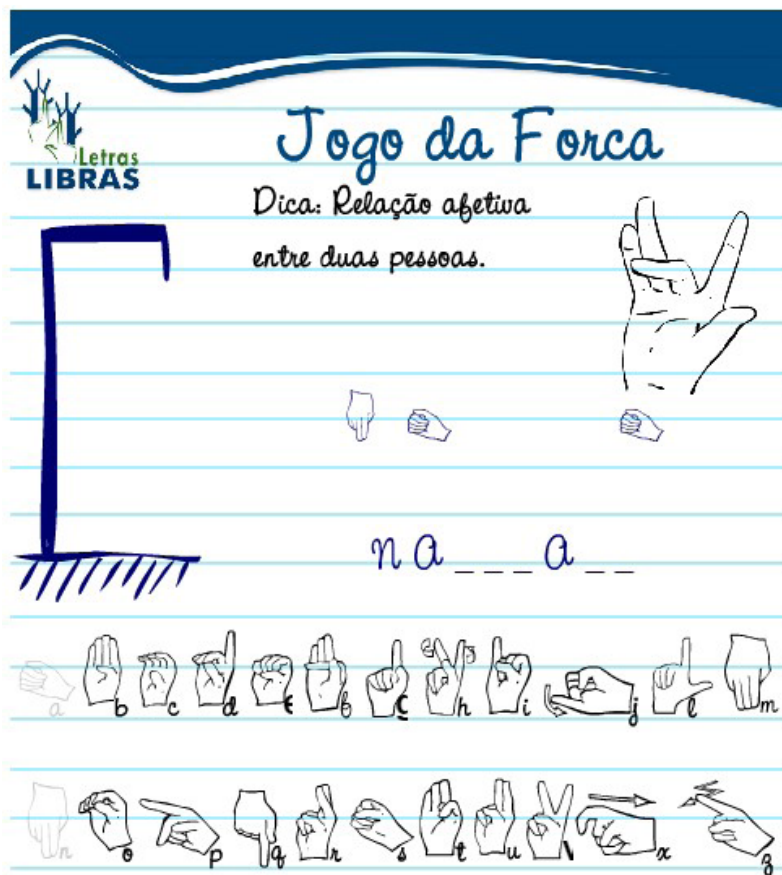 Letras
LIBRAS
Jogo da Forca
Dica: Relação afetiva
entre duas pessoas.
n a _ _ _ a _ _
a b c d e f g h i j l m
n o p q r s t u v x z